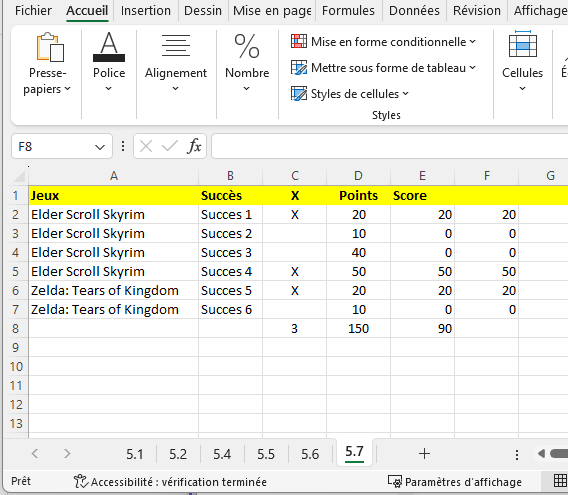 Fichier Accueil Insertion Dessin Mise en page Formules Données Révision Affichage
Presse-papiers Police Alignement Nombre Mise en forme conditionnelle Cellules
Mettre sous forme de tableau
Styles de cellules
Styles
F8 fx
A B C D E F G
1 Jeux Succès X Points Score
2 Elder Scroll Skyrim Succes 1 X 20 20 20
3 Elder Scroll Skyrim Succes 2 10 0 0
4 Elder Scroll Skyrim Succes 3 40 0 0
5 Elder Scroll Skyrim Succes 4 X 50 50 50
6 Zelda: Tears of Kingdom Succes 5 X 20 20 20
7 Zelda: Tears of Kingdom Succes 6 10 0 0
8 3 150 90
9
10
11
12
13
5.1 5.2 5.4 5.5 5.6 5.7 +
Prêt Accessibilité : vérification terminée Paramètres d'affichage